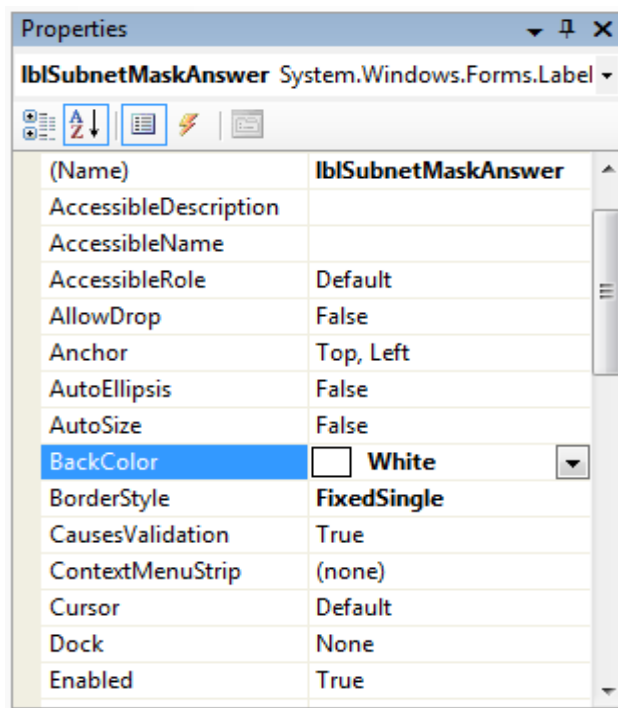 Properties
lblSubnetMaskAnswer System.Windows.Forms.Label
A
Z
(Name) lblSubnetMaskAnswer
AccessibleDescription
AccessibleName
AccessibleRole Default
AllowDrop False
Anchor Top, Left
AutoEllipsis False
AutoSize False
BackColor White
BorderStyle FixedSingle
CausesValidation True
ContextMenuStrip (none)
Cursor Default
Dock None
Enabled True